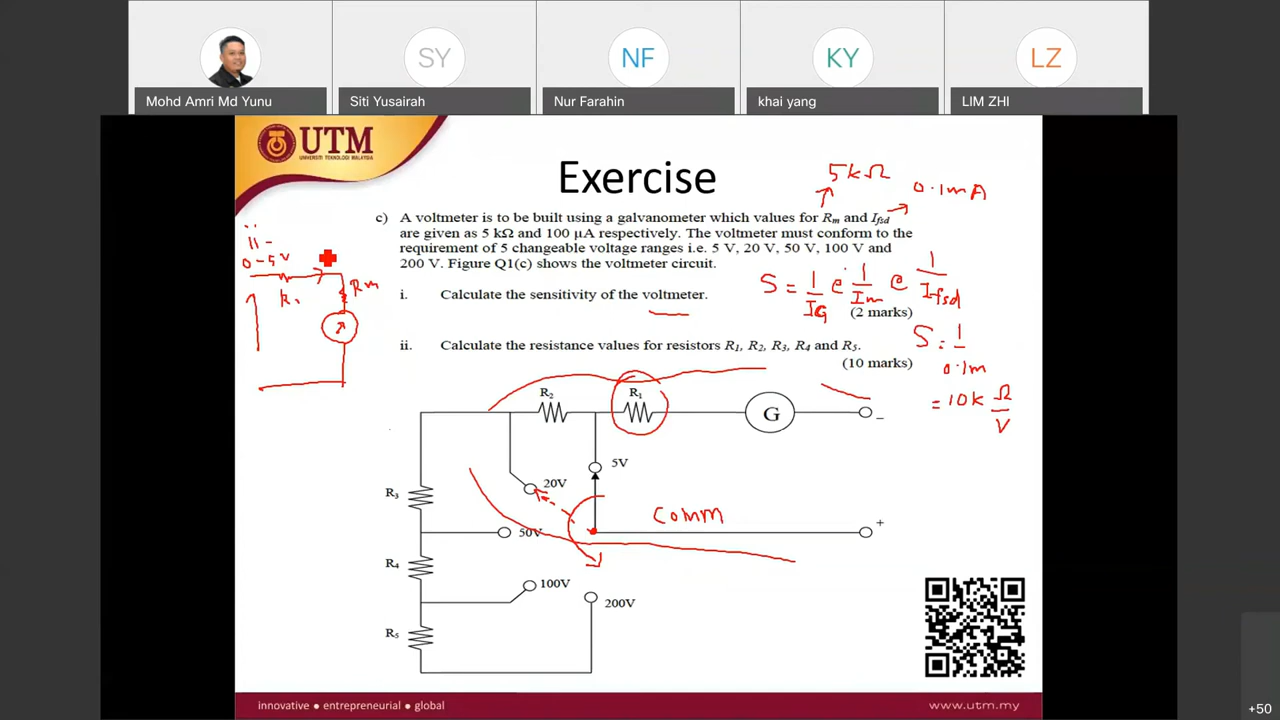 SY
NF
KY
LZ
Mohd Amri Md Yunu
Siti Yusairah
Nur Farahin
khai yang
LIM ZHI
UTM
UNIVERSITI TEKNOLOGI MALAYSIA
Exercise
5kΩ
0.1mA
c) A voltmeter is to be built using a galvanometer which values for Rm and Ifsd
are given as 5 kΩ and 100 µA respectively. The voltmeter must conform to the
requirement of 5 changeable voltage ranges i.e. 5 V, 20 V, 50 V, 100 V and
200 V. Figure Q1(c) shows the voltmeter circuit.
i. Calculate the sensitivity of the voltmeter.
(2 marks)
S = 1/IG @ 1/Im @ 1/Ifsd
ii. Calculate the resistance values for resistors R1, R2, R3, R4 and R5.
(10 marks)
S = 1
0.1m
= 10k Ω/V
ii-
0-5V
R1
Rm
R2
R1
G
−
5V
20V
R3
comm
+
50V
R4
100V
200V
R5
innovative ● entrepreneurial ● global
www.utm.my
+50